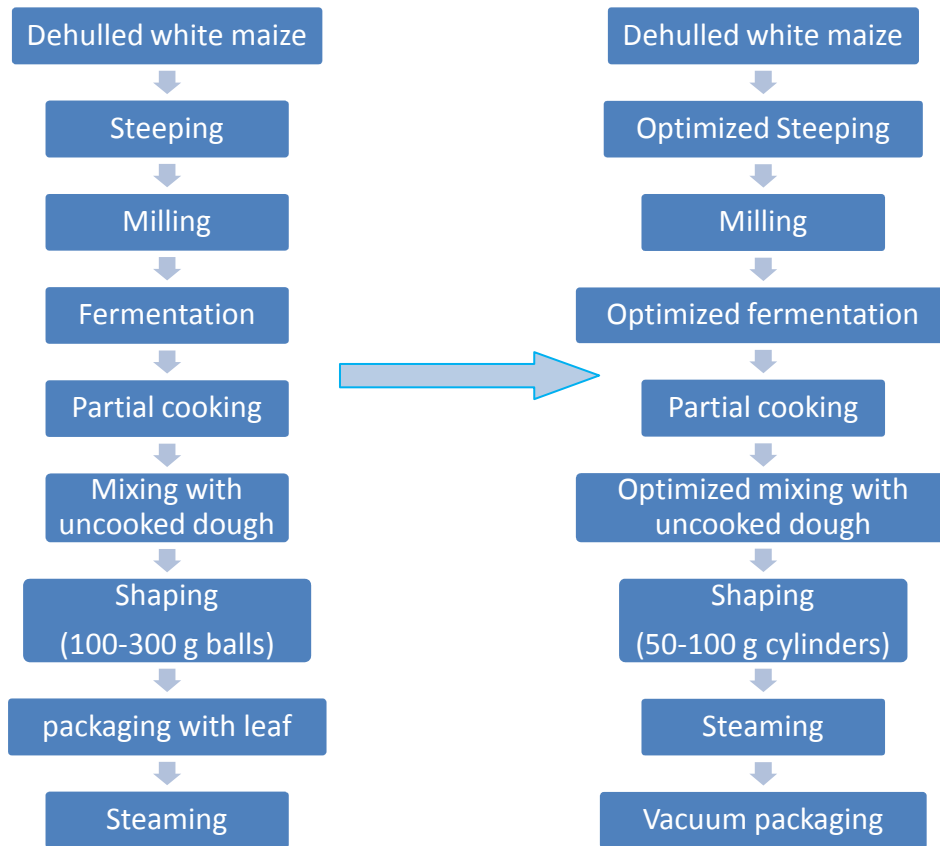 Dehulled white maize
Steeping
Milling
Fermentation
Partial cooking
Mixing with
uncooked dough
Shaping
(100-300 g balls)
packaging with leaf
Steaming
Dehulled white maize
Optimized Steeping
Milling
Optimized fermentation
Partial cooking
Optimized mixing with
uncooked dough
Shaping
(50-100 g cylinders)
Steaming
Vacuum packaging